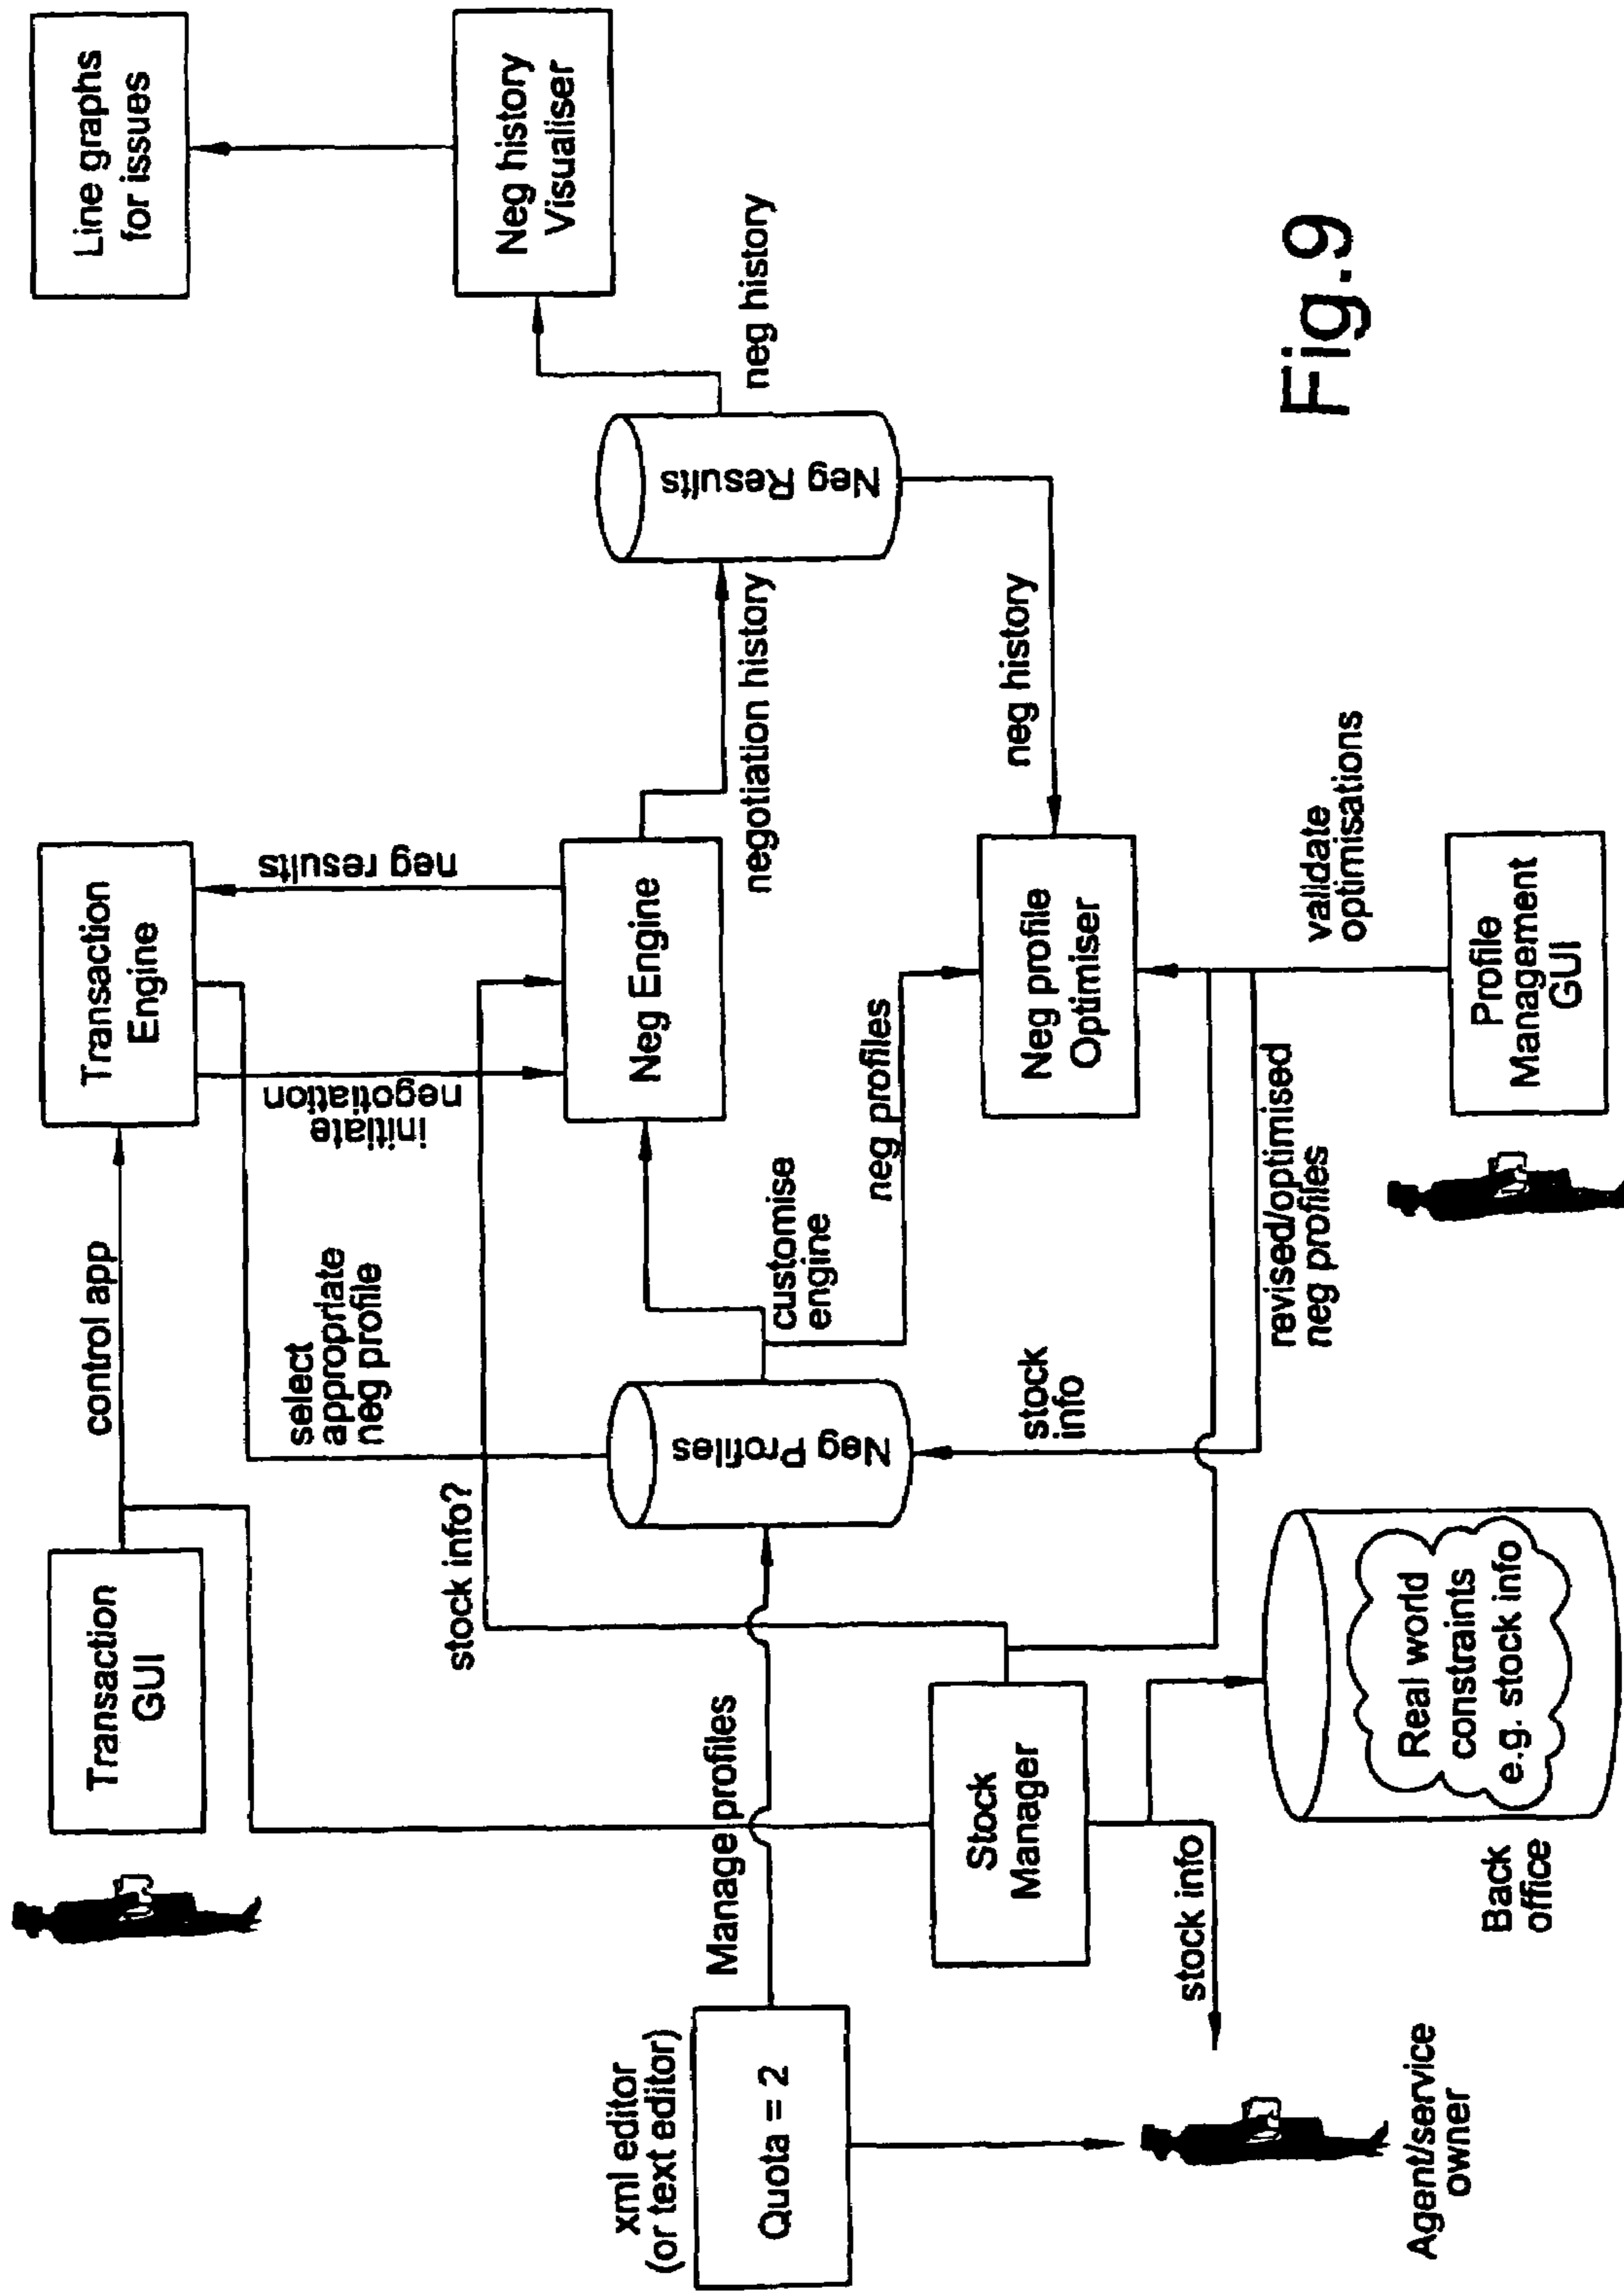 Transaction
GUI
control app
Transaction
Engine
Line graphs
for issues
select
appropriate
neg profile
initiate
negotiation
neg results
stock info?
Neg history
Visualiser
xml editor
(or text editor)
Quota = 2
Manage profiles
Neg Profiles
customise
engine
Neg Engine
negotiation history
Neg Results
neg history
neg profiles
stock
info
Stock
Manager
Neg profile
Optimiser
neg history
stock info
Agent/service
owner
Real world
constraints
e.g. stock info
Back
office
revised/optimised
neg profiles
validate
optimisations
Profile
Management
GUI
Fig.9